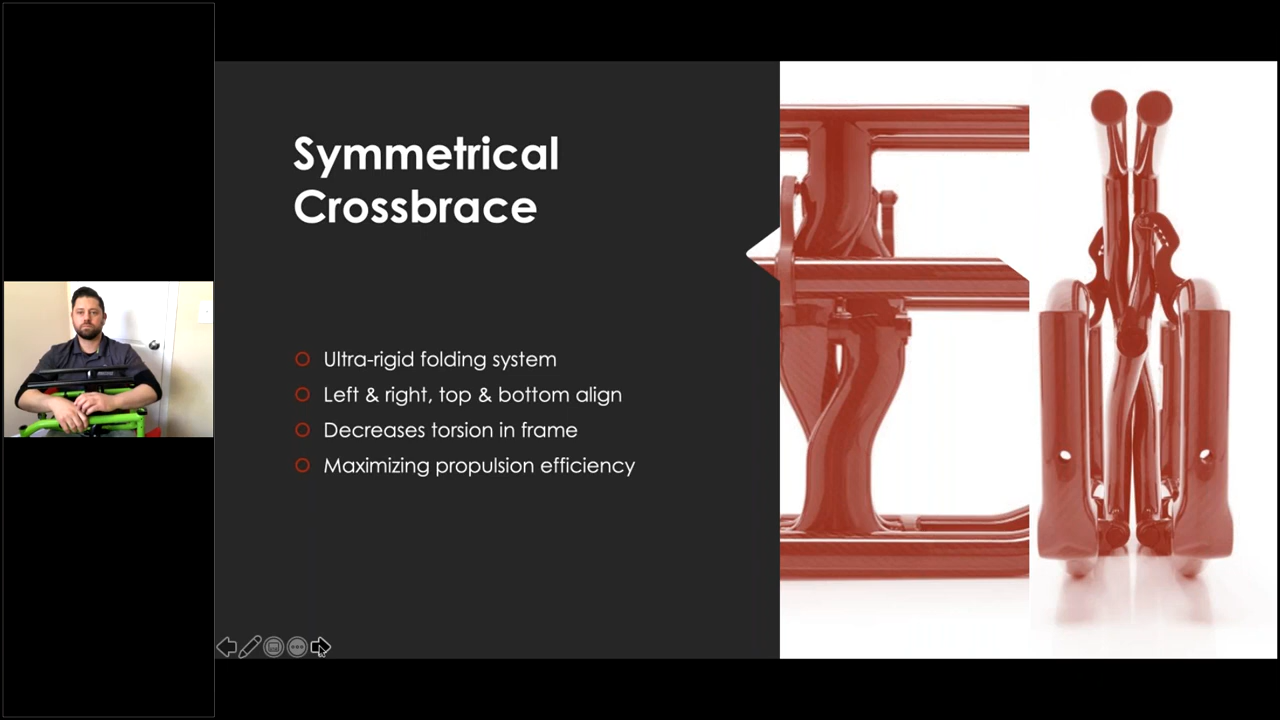 Symmetrical
Crossbrace
Ultra-rigid folding system
Left & right, top & bottom align
Decreases torsion in frame
Maximizing propulsion efficiency